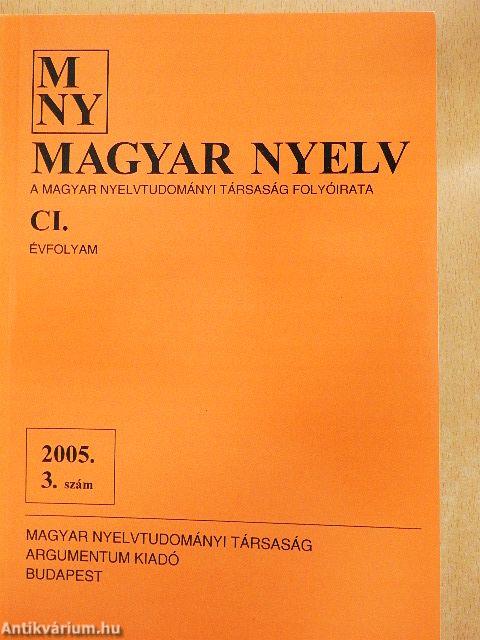 M
NY
MAGYAR NYELV
A MAGYAR NYELVTUDOMÁNYI TÁRSASÁG FOLYÓIRATA
CI.
ÉVFOLYAM
2005.
3. szám
MAGYAR NYELVTUDOMÁNYI TÁRSASÁG
ARGUMENTUM KIADÓ
BUDAPEST
Antikvárium.hu